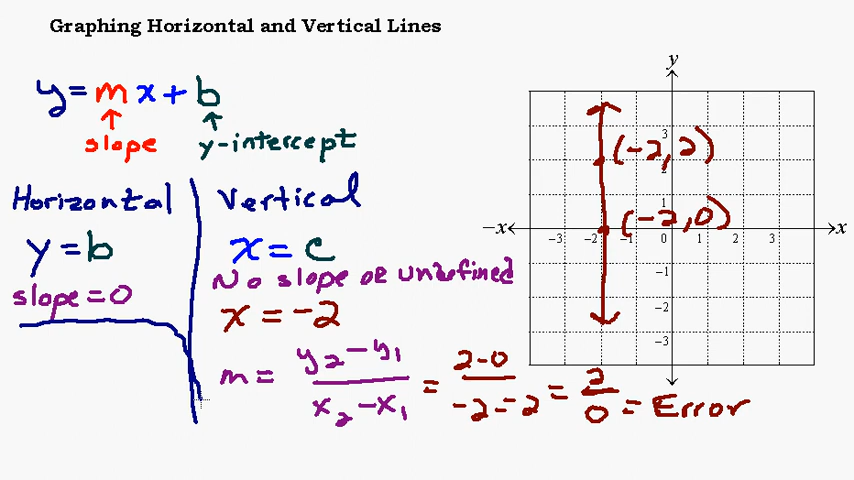 Graphing Horizontal and Vertical Lines
y = mx + b
slope
y-intercept
Horizontal
y = b
slope = 0
Vertical
x = c
No slope or undefined
x = -2
m = (y₂ - y₁)/(x₂ - x₁) = (2-0)/(-2--2) = 2/0 = Error
y
3
(-2, 2)
2
1
(-2, 0)
-x
x
-3 -2 -1 0 1 2 3
-1
-2
-3